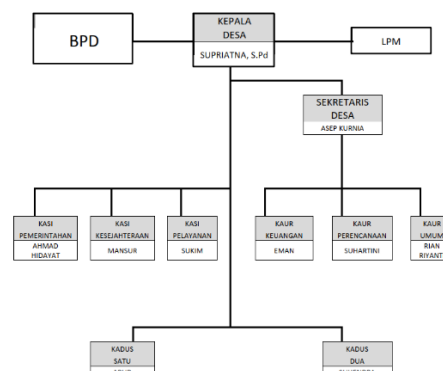 BPD
KEPALA
DESA
SUPRIATNA, S.Pd
LPM
SEKRETARIS
DESA
ASEP KURNIA
KASI
PEMERINTAHAN
AHMAD
HIDAYAT
KASI
KESEJAHTERAAN
MANSUR
KASI
PELAYANAN
SUKIM
KAUR
KEUANGAN
EMAN
KAUR
PERENCANAAN
SUHARTINI
KAUR
UMUM
RIAN
KADUS
SATU
KADUS
DUA